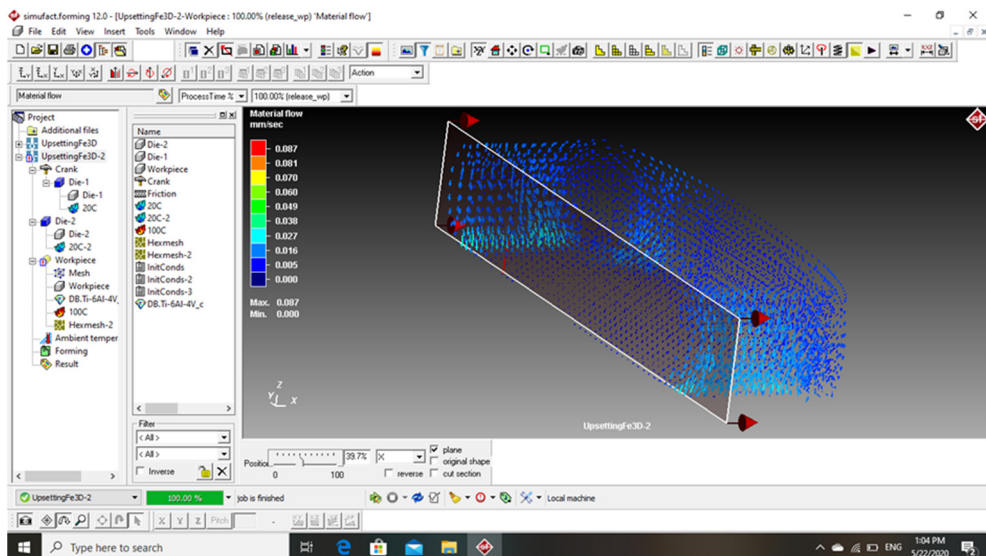 simufact.forming 12.0 - [UpsettingFe3D-2-Workpiece : 100.00% (release_wp) 'Material flow']
File Edit View Insert Tools Window Help
Action
Material flow ProcessTime % 100.00% (release_wp)
Project
Additional files
UpsettingFe3D
UpsettingFe3D-2
Crank
Die-1
Die-1
20C
Die-2
Die-2
20C-2
Workpiece
Mesh
Workpiece
DB.Ti-6Al-4V_
100C
Hexmesh-2
Ambient temper
Forming
Result
Name
Die-2
Die-1
Workpiece
Crank
Friction
20C
20C-2
100C
Hexmesh
Hexmesh-2
InitConds
InitConds-2
InitConds-3
DB.Ti-6Al-4V_c
Filter
< All >
< All >
Inverse
Material flow
mm/sec
0.087
0.081
0.070
0.060
0.049
0.038
0.027
0.016
0.005
0.000
Max. 0.087
Min. 0.000
Z
Y X
UpsettingFe3D-2
Position 39.7% X plane
original shape
0 100 reverse cut section
UpsettingFe3D-2 100.00 % job is finished Local machine
X Y Z Pitch
Type here to search
ENG 1:04 PM
5/22/2020 2